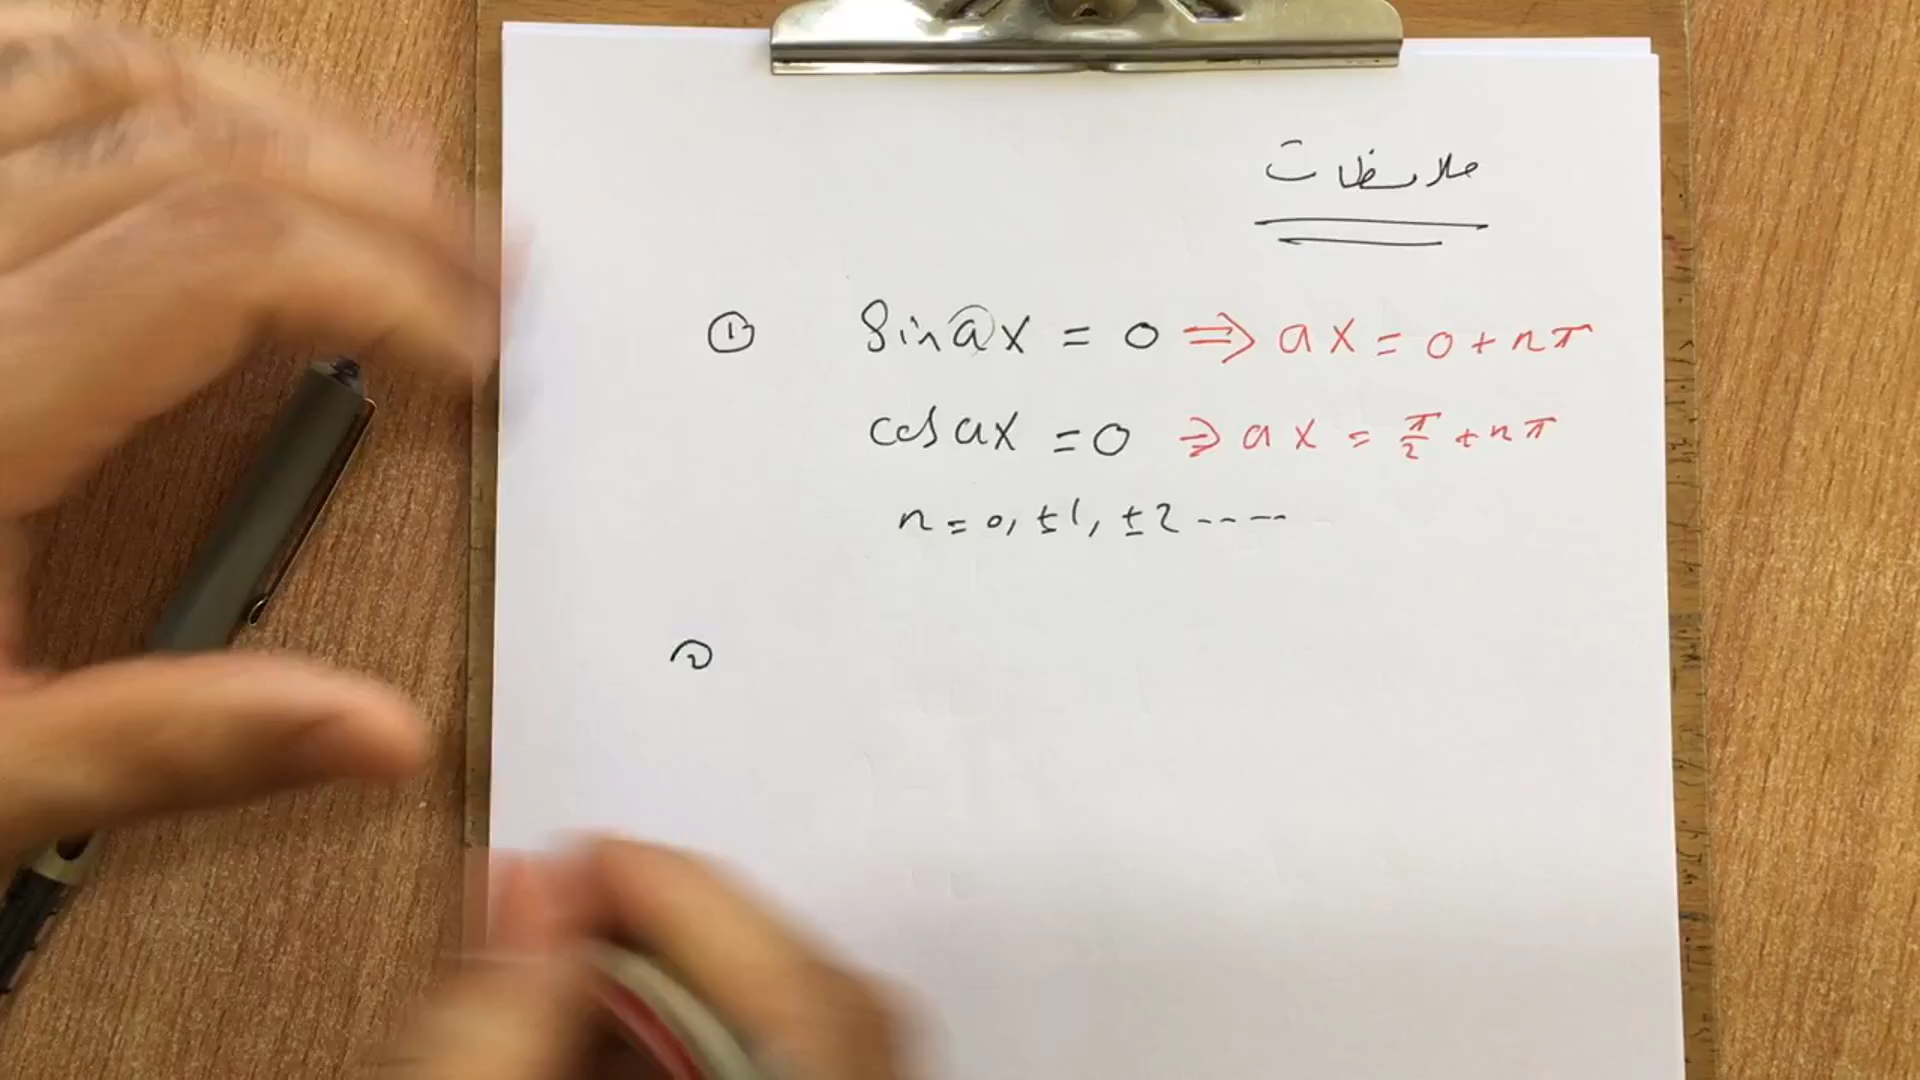 ملاحظات
① Sin ax = 0 ⇒ ax = 0 + nπ
cos ax = 0 ⇒ ax = π/2 + nπ
n = 0, ±1, ±2 -----
②